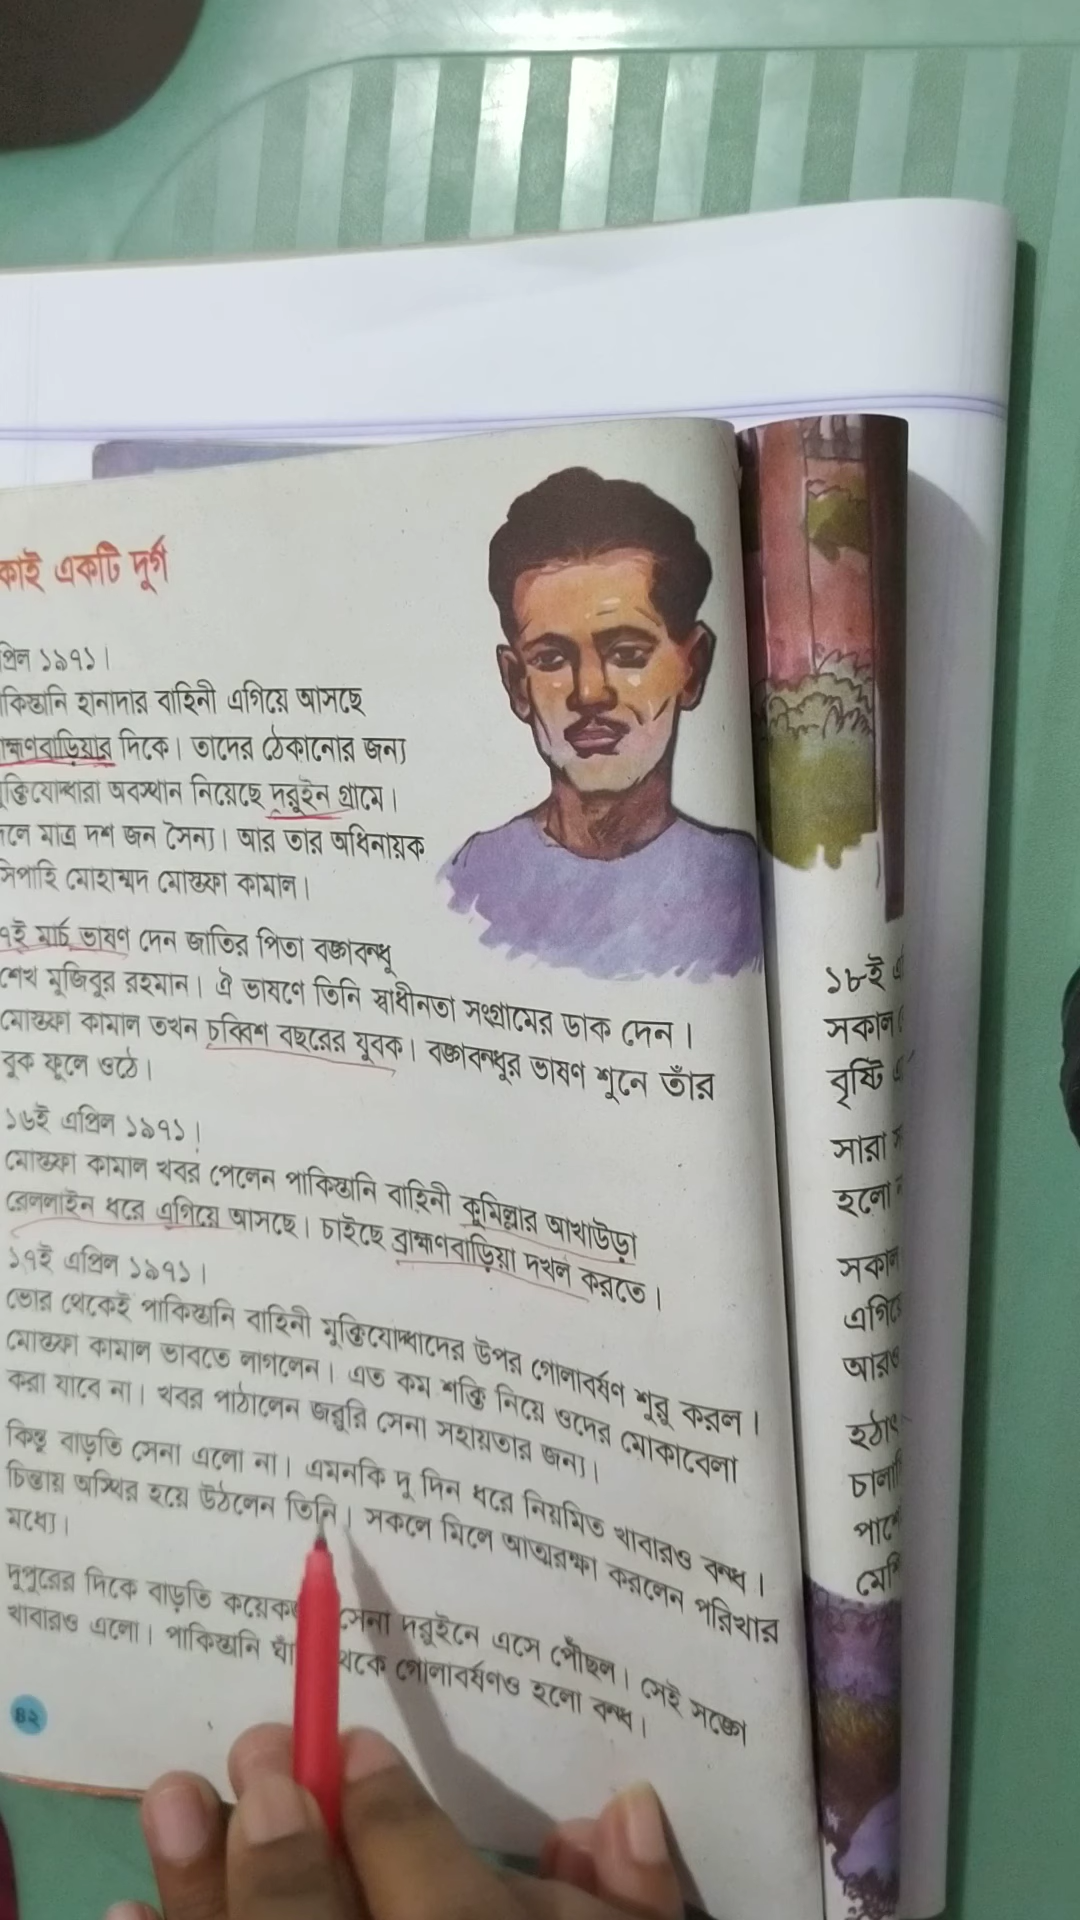 কাই একটি দুর্গ
প্রিল ১৯৭১।
কিস্তানি হানাদার বাহিনী এগিয়ে আসছে
হ্মণবাড়িয়ার দিকে। তাদের ঠেকানোর জন্য
ক্তিযোদ্ধারা অবস্থান নিয়েছে দরুইন গ্রামে।
লে মাত্র দশ জন সৈন্য। আর তার অধিনায়ক
সিপাহি মোহাম্মদ মোস্তফা কামাল।
৭ই মার্চ ভাষণ দেন জাতির পিতা বঙ্গবন্ধু
শেখ মুজিবুর রহমান। ঐ ভাষণে তিনি স্বাধীনতা সংগ্রামের ডাক দেন।
মোস্তফা কামাল তখন চব্বিশ বছরের যুবক। বঙ্গবন্ধুর ভাষণ শুনে তাঁর
বুক ফুলে ওঠে।
১৬ই এপ্রিল ১৯৭১।
মোস্তফা কামাল খবর পেলেন পাকিস্তানি বাহিনী কুমিল্লার আখাউড়া
রেললাইন ধরে এগিয়ে আসছে। চাইছে ব্রাহ্মণবাড়িয়া দখল করতে।
১৭ই এপ্রিল ১৯৭১।
ভোর থেকেই পাকিস্তানি বাহিনী মুক্তিযোদ্ধাদের উপর গোলাবর্ষণ শুরু করল।
মোস্তফা কামাল ভাবতে লাগলেন। এত কম শক্তি নিয়ে ওদের মোকাবেলা
করা যাবে না। খবর পাঠালেন জরুরি সেনা সহায়তার জন্য।
কিন্তু বাড়তি সেনা এলো না। এমনকি দু দিন ধরে নিয়মিত খাবারও বন্ধ।
চিন্তায় অস্থির হয়ে উঠলেন তিনি। সকলে মিলে আত্মরক্ষা করলেন পরিখার
মধ্যে।
দুপুরের দিকে বাড়তি কয়েক সেনা দরুইনে এসে পৌঁছল। সেই সঙ্গে
খাবারও এলো। পাকিস্তানি ঘাঁ থেকে গোলাবর্ষণও হলো বন্ধ।
৪২
১৮ই এ
সকাল
বৃষ্টি
সারা
হলো
সকাল
এগিয়ে
আরও
হঠাৎ
চালা
পাশে
মেশি